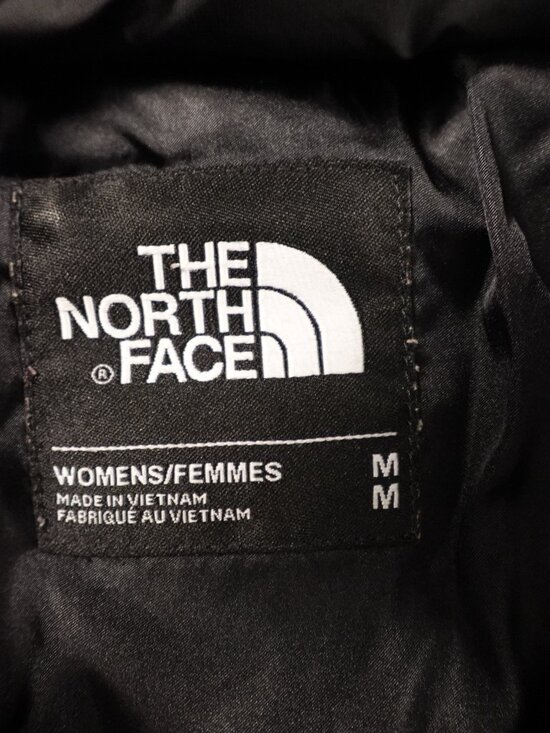 THE
NORTH
® FACE
WOMENS/FEMMES M
MADE IN VIETNAM M
FABRIQUÉ AU VIETNAM